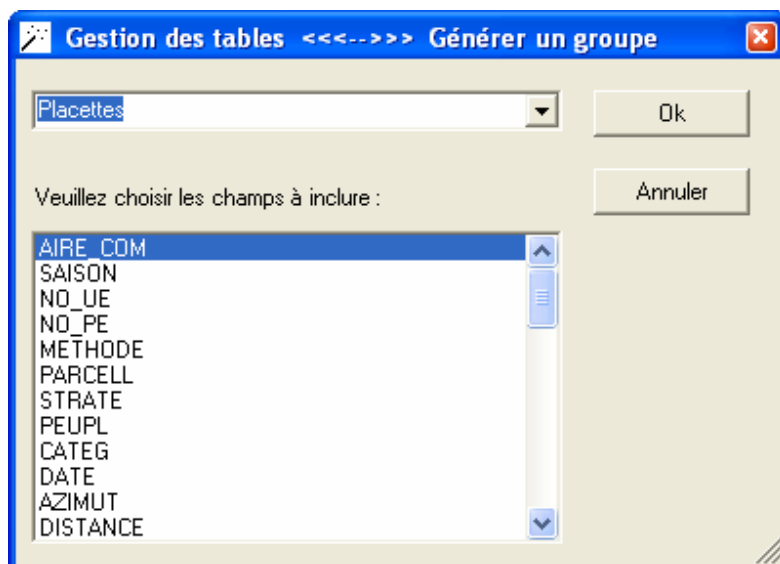 Gestion des tables <<<-->>> Générer un groupe
Placettes
Ok
Veuillez choisir les champs à inclure :
Annuler
AIRE_COM
SAISON
NO_UE
NO_PE
METHODE
PARCELL
STRATE
PEUPL
CATEG
DATE
AZIMUT
DISTANCE